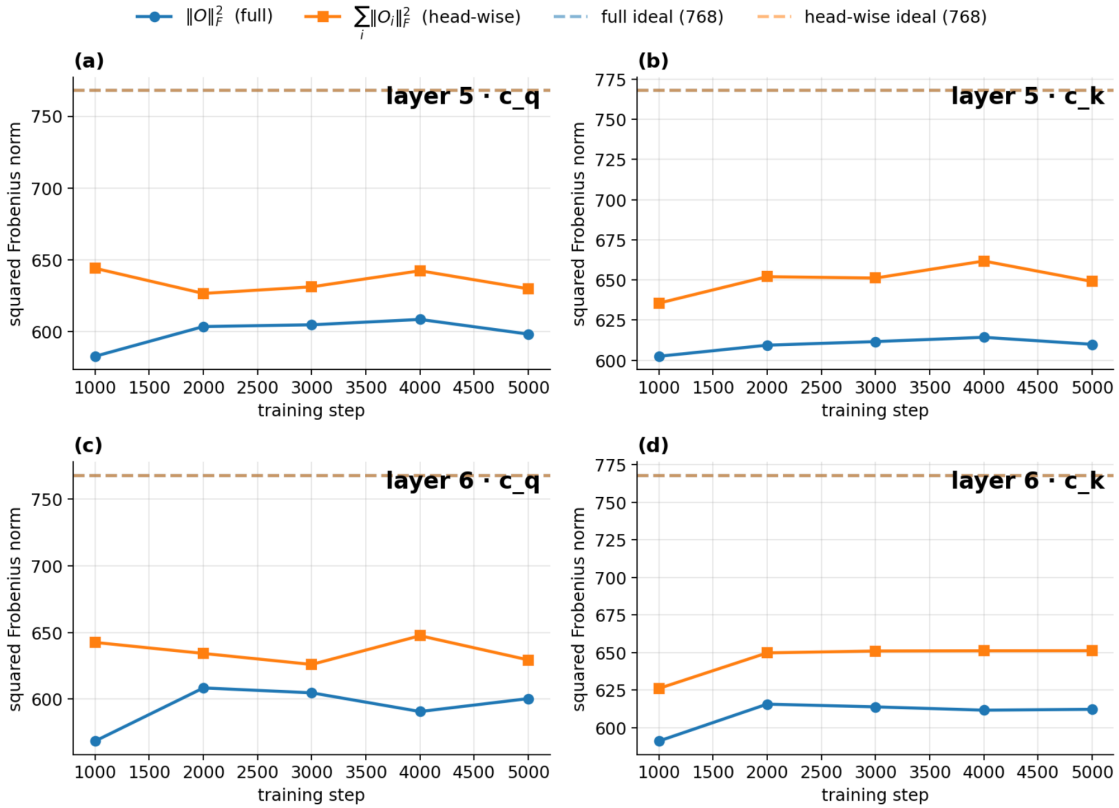 ‖O‖²_F (full)
∑_i‖O_i‖²_F (head-wise)
full ideal (768)
head-wise ideal (768)
(a)
layer 5 · c_q
squared Frobenius norm
750
700
650
600
1000 1500 2000 2500 3000 3500 4000 4500 5000
training step
(b)
layer 5 · c_k
squared Frobenius norm
775
750
725
700
675
650
625
600
1000 1500 2000 2500 3000 3500 4000 4500 5000
training step
(c)
layer 6 · c_q
squared Frobenius norm
750
700
650
600
1000 1500 2000 2500 3000 3500 4000 4500 5000
training step
(d)
layer 6 · c_k
squared Frobenius norm
775
750
725
700
675
650
625
600
1000 1500 2000 2500 3000 3500 4000 4500 5000
training step